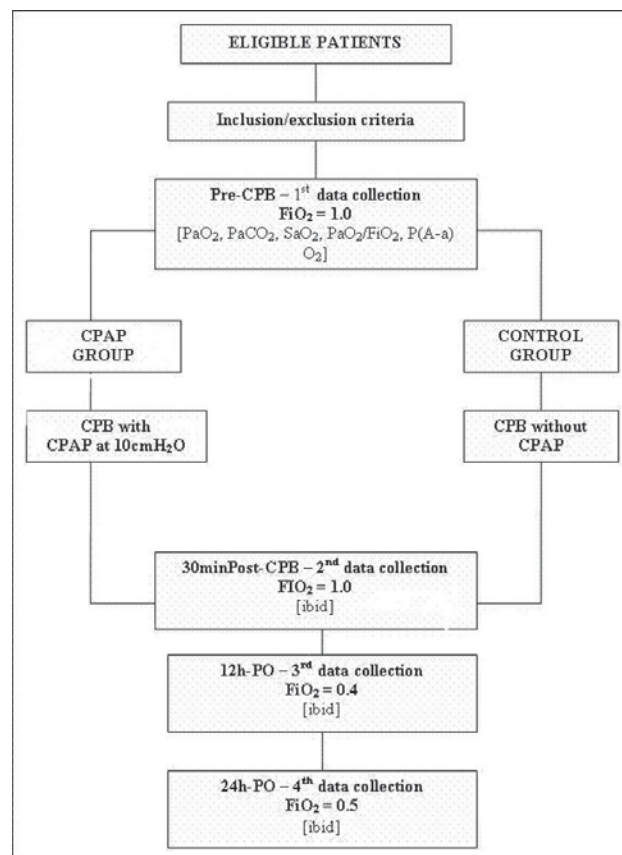 ELIGIBLE PATIENTS
Inclusion/exclusion criteria
Pre-CPB – 1st data collection
FiO2 = 1.0
[PaO2, PaCO2, SaO2, PaO2/FiO2, P(A-a)
O2]
CPAP
GROUP
CONTROL
GROUP
CPB with
CPAP at 10cmH2O
CPB without
CPAP
30minPost-CPB – 2nd data collection
FIO2 = 1.0
[ibid]
12h-PO – 3rd data collection
FiO2 = 0.4
[ibid]
24h-PO – 4th data collection
FiO2 = 0.5
[ibid]